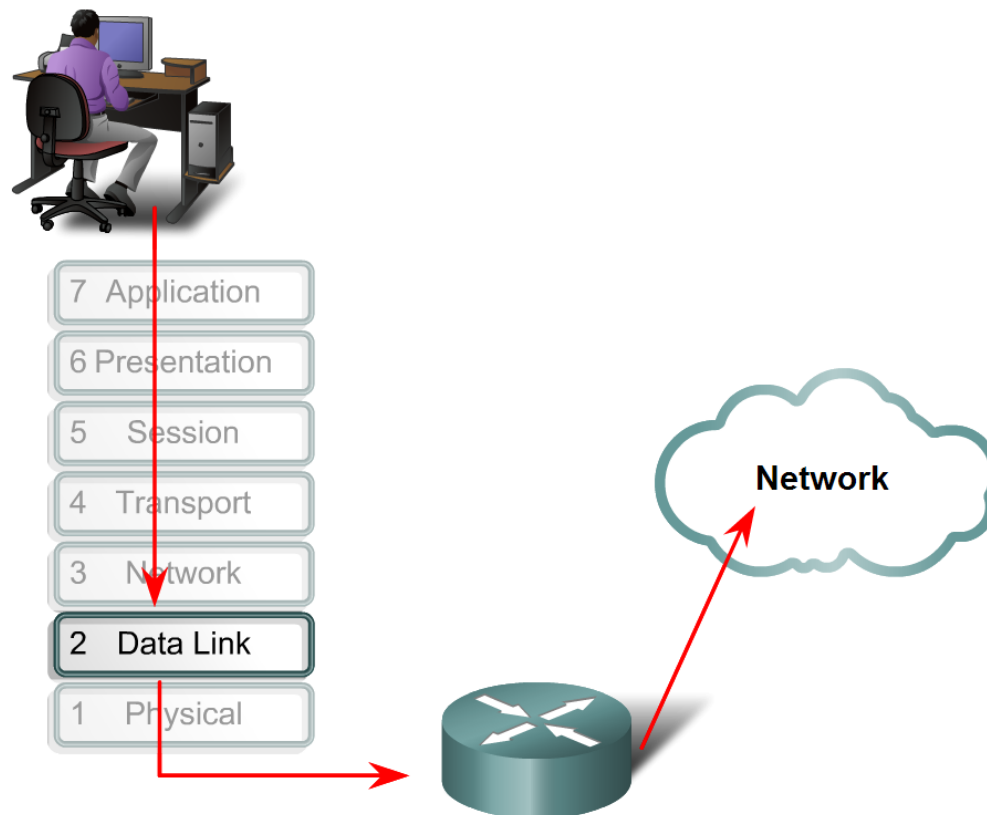 7 Application
6 Presentation
5 Session
4 Transport
3 Network
2 Data Link
1 Physical
Network